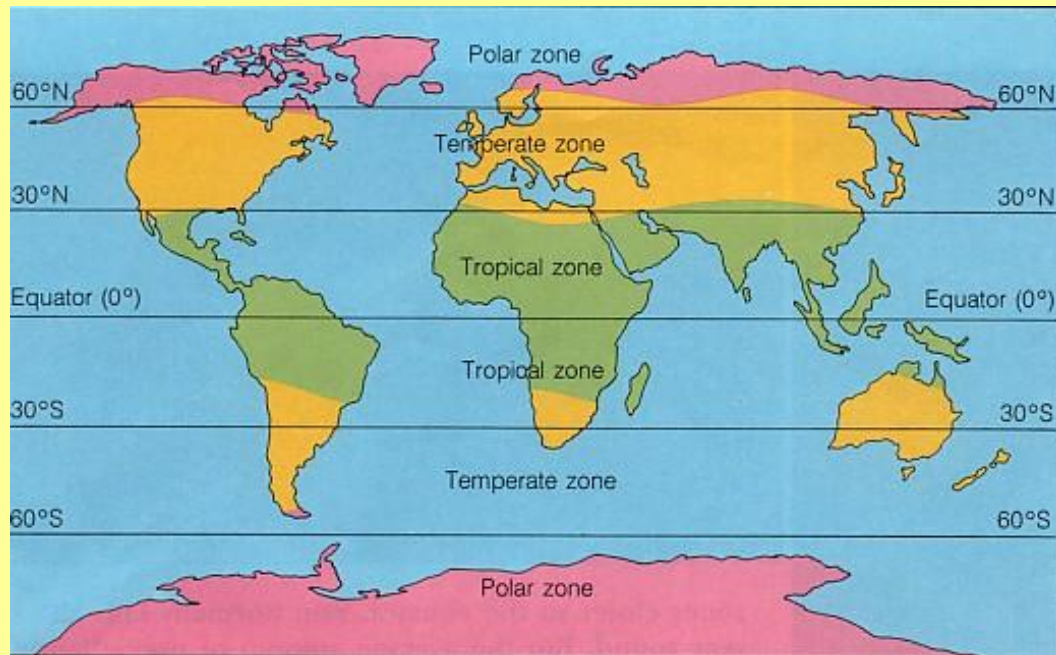 Polar zone
60°N 60°N
Temperate zone
30°N 30°N
Tropical zone
Equator (0°) Equator (0°)
Tropical zone
30°S 30°S
Temperate zone
60°S 60°S
Polar zone